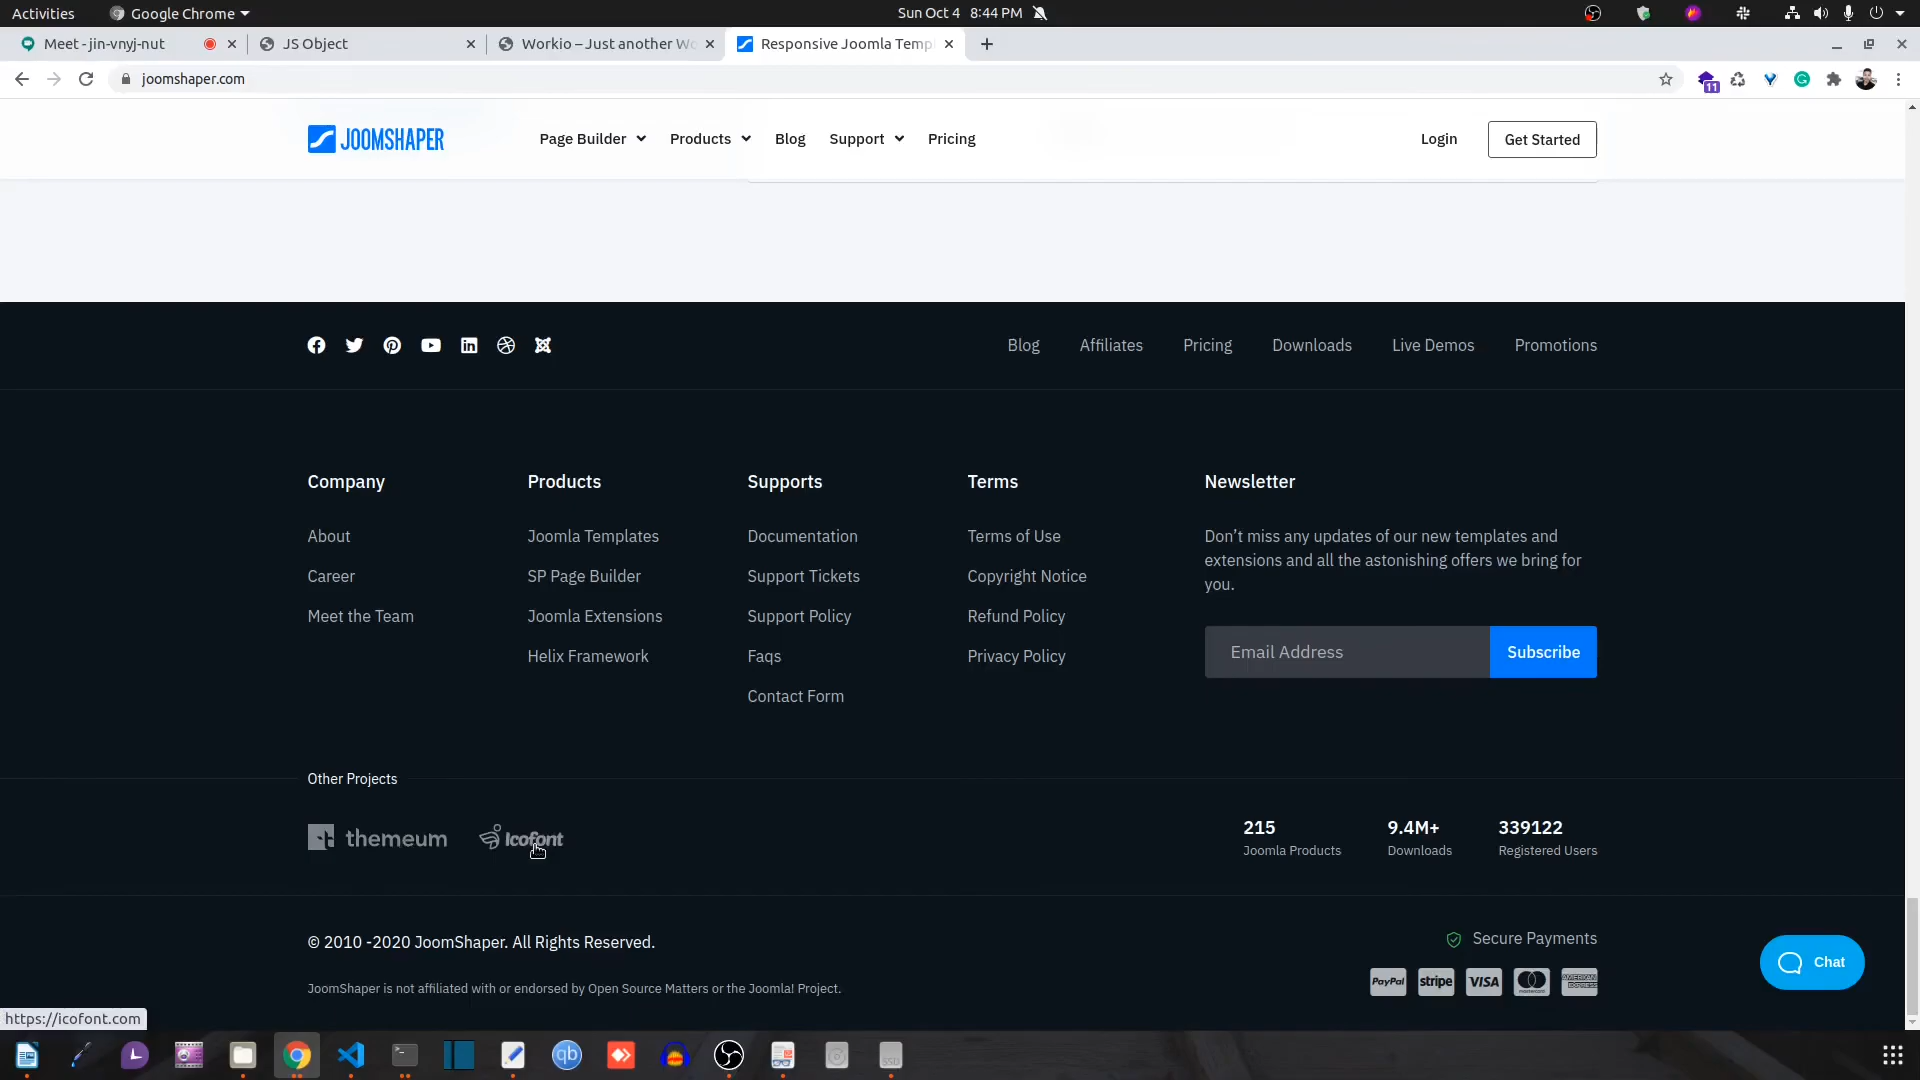 Activities
Google Chrome
Sun Oct 4 8:44 PM
Meet - jin-vnyj-nut
JS Object
Workio – Just another Wo
Responsive Joomla Temp
joomshaper.com
11
JOOMSHAPER
Page Builder
Products
Blog
Support
Pricing
Login
Get Started
Blog
Affiliates
Pricing
Downloads
Live Demos
Promotions
Company
About
Career
Meet the Team
Products
Joomla Templates
SP Page Builder
Joomla Extensions
Helix Framework
Supports
Documentation
Support Tickets
Support Policy
Faqs
Contact Form
Terms
Terms of Use
Copyright Notice
Refund Policy
Privacy Policy
Newsletter
Don’t miss any updates of our new templates and
extensions and all the astonishing offers we bring for
you.
Email Address
Subscribe
Other Projects
themeum
Icofont
215
Joomla Products
9.4M+
Downloads
339122
Registered Users
© 2010 -2020 JoomShaper. All Rights Reserved.
JoomShaper is not affiliated with or endorsed by Open Source Matters or the Joomla! Project.
Secure Payments
PayPal
stripe
VISA
mastercard
AMERICAN EXPRESS
Chat
https://icofont.com
qb
SSD